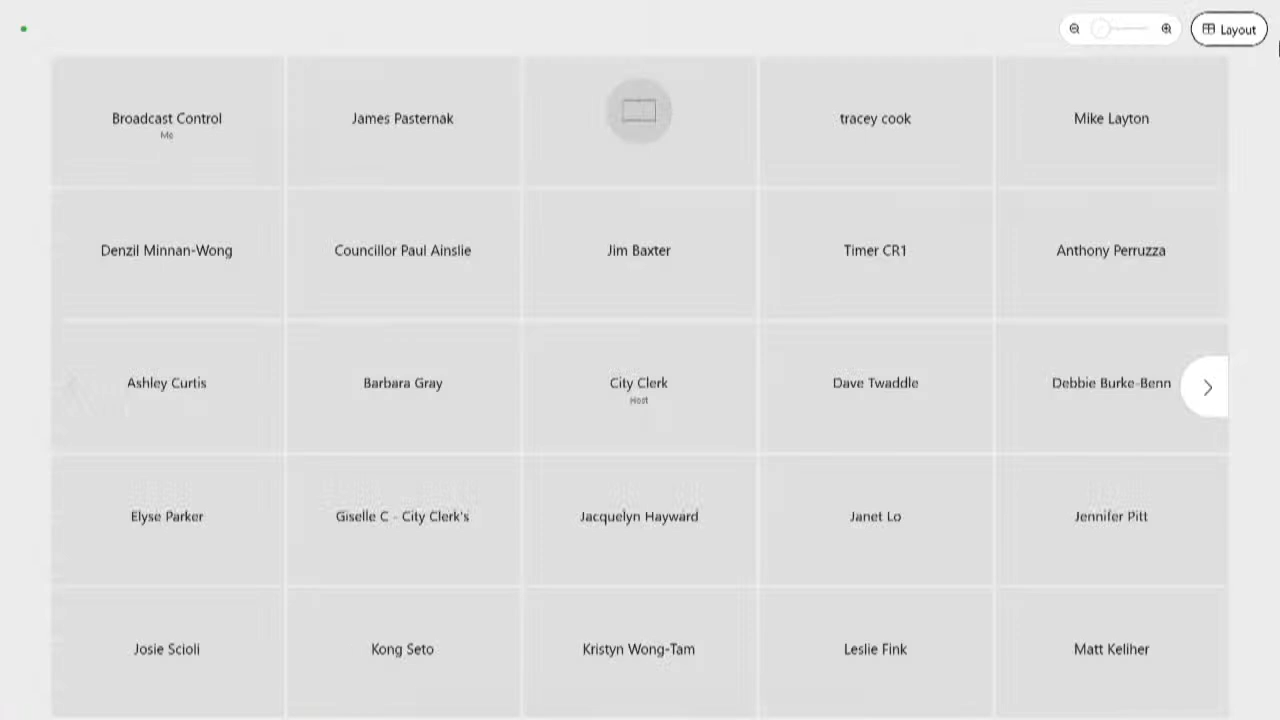 Layout
Broadcast Control
Me
James Pasternak
tracey cook
Mike Layton
Denzil Minnan-Wong
Councillor Paul Ainslie
Jim Baxter
Timer CR1
Anthony Perruzza
Ashley Curtis
Barbara Gray
City Clerk
Host
Dave Twaddle
Debbie Burke-Benn
Elyse Parker
Giselle C - City Clerk's
Jacquelyn Hayward
Janet Lo
Jennifer Pitt
Josie Scioli
Kong Seto
Kristyn Wong-Tam
Leslie Fink
Matt Keliher